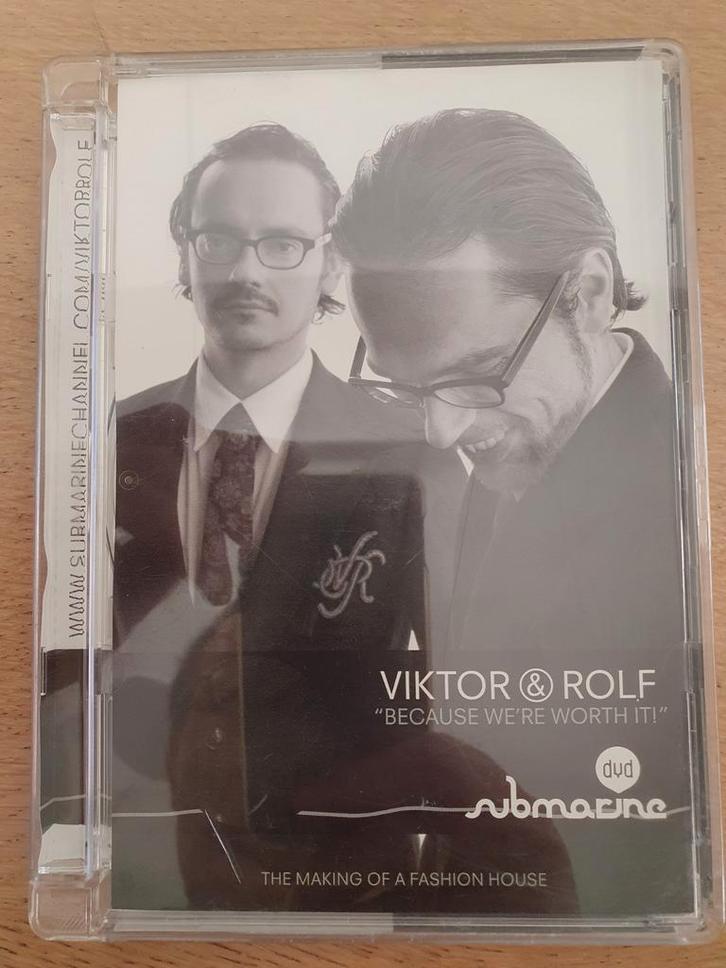 WWW.SUBMARINECHANNEL.COM/VIKTORROLF
V&R
VIKTOR & ROLF
“BECAUSE WE’RE WORTH IT!”
dvd
submarine
THE MAKING OF A FASHION HOUSE